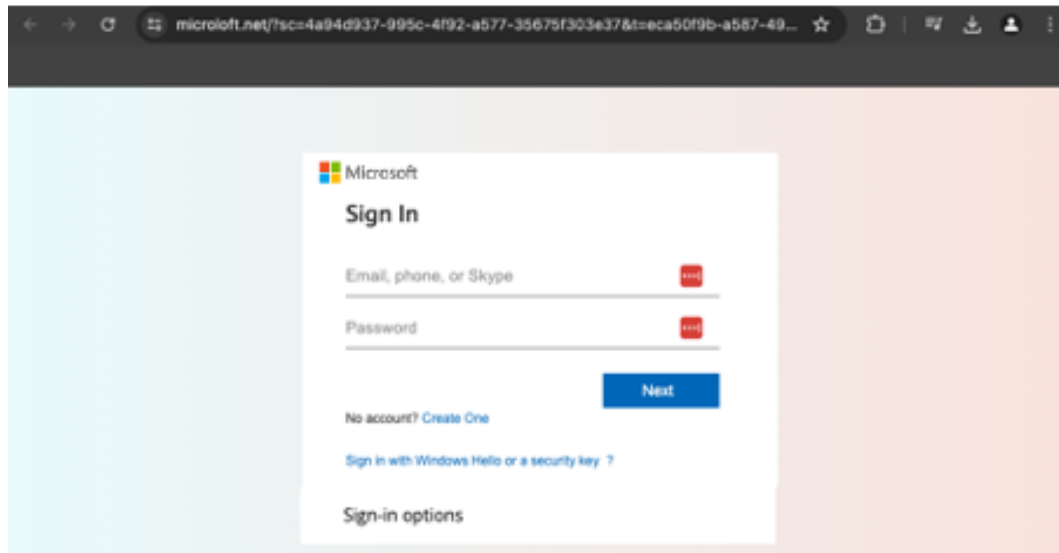 microloft.net/?sc=4a94d937-995c-4f92-a577-35675f303e37&t=eca50f9b-a587-49...
Microsoft
Sign In
Email, phone, or Skype
Password
Next
No account? Create One
Sign in with Windows Hello or a security key ?
Sign-in options